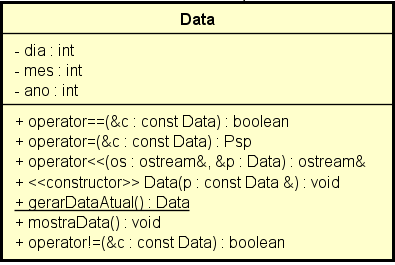 Data
- dia : int
- mes : int
- ano : int
+ operator==(&c : const Data) : boolean
+ operator=(&c : const Data) : Psp
+ operator<<(os : ostream&, &p : Data) : ostream&
+ <<constructor>> Data(p : const Data &) : void
+ gerarDataAtual() : Data
+ mostraData() : void
+ operator!=(&c : const Data) : boolean